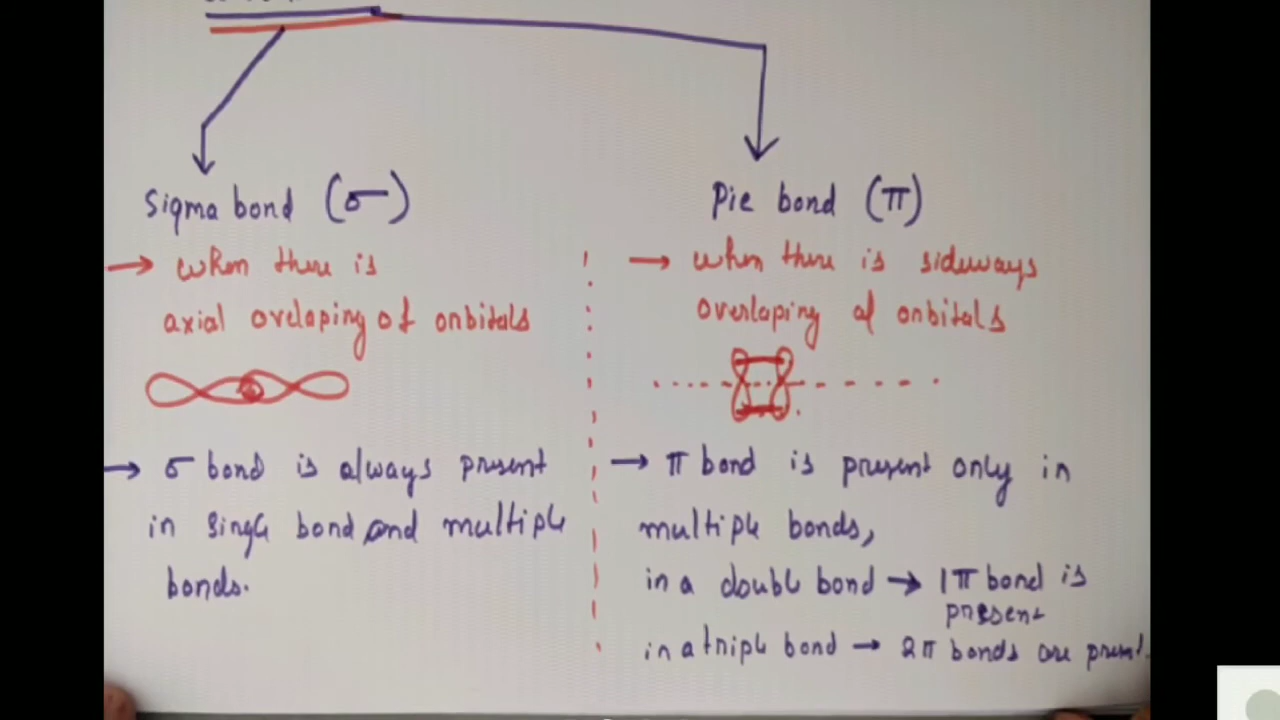 Sigma bond (σ)
→ when there is
axial overlaping of orbitals
→ σ bond is always present
in single bond and multiple
bonds.
Pie bond (π)
→ when there is sideways
overlaping of orbitals
→ π bond is present only in
multiple bonds,
in a double bond → 1π bond is
present
in a triple bond → 2π bonds are present.